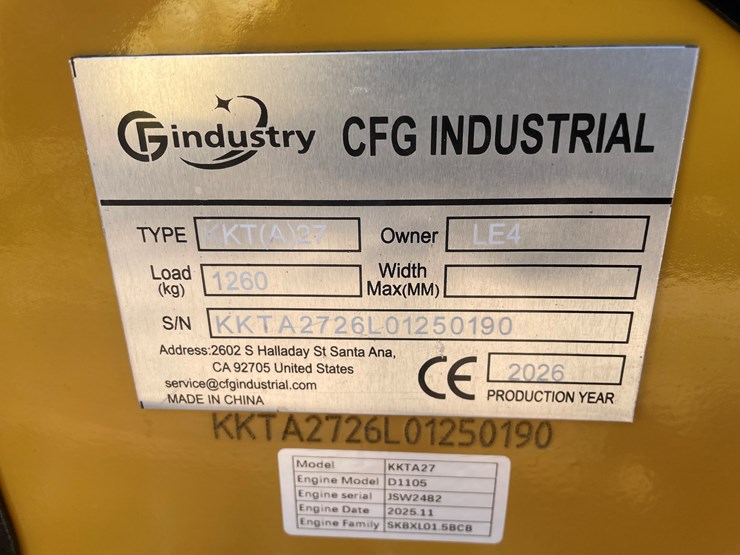 CFindustry CFG INDUSTRIAL
TYPE KKT(A)27 Owner LE4
Load (kg) 1260 Width Max(MM)
S/N KKTA2726L01250190
Address:2602 S Halladay St Santa Ana,
CA 92705 United States
service@cfgindustrial.com
MADE IN CHINA
CE 2026
PRODUCTION YEAR
KKTA2726L01250190
Model KKTA27
Engine Model D1105
Engine serial JSW2482
Engine Date 2025.11
Engine Family SKBXL01.5BCB